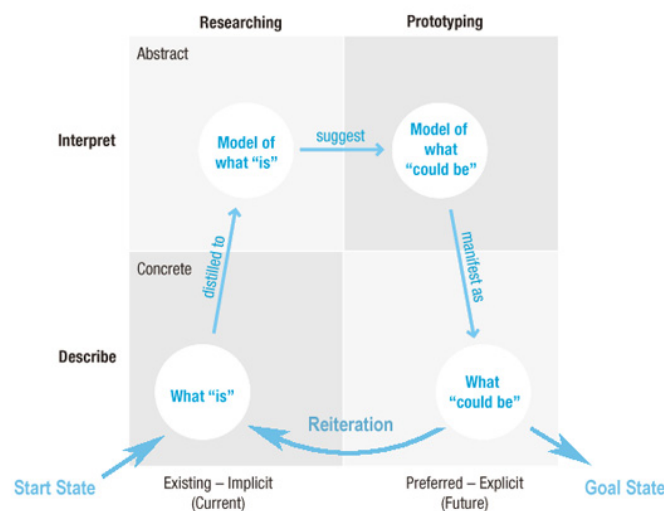 Researching
Prototyping
Abstract
Interpret
Model of
what “is”
suggest
Model of
what
“could be”
distilled to
manifest as
Concrete
Describe
What “is”
What
“could be”
Reiteration
Start State
Existing – Implicit
(Current)
Preferred – Explicit
(Future)
Goal State